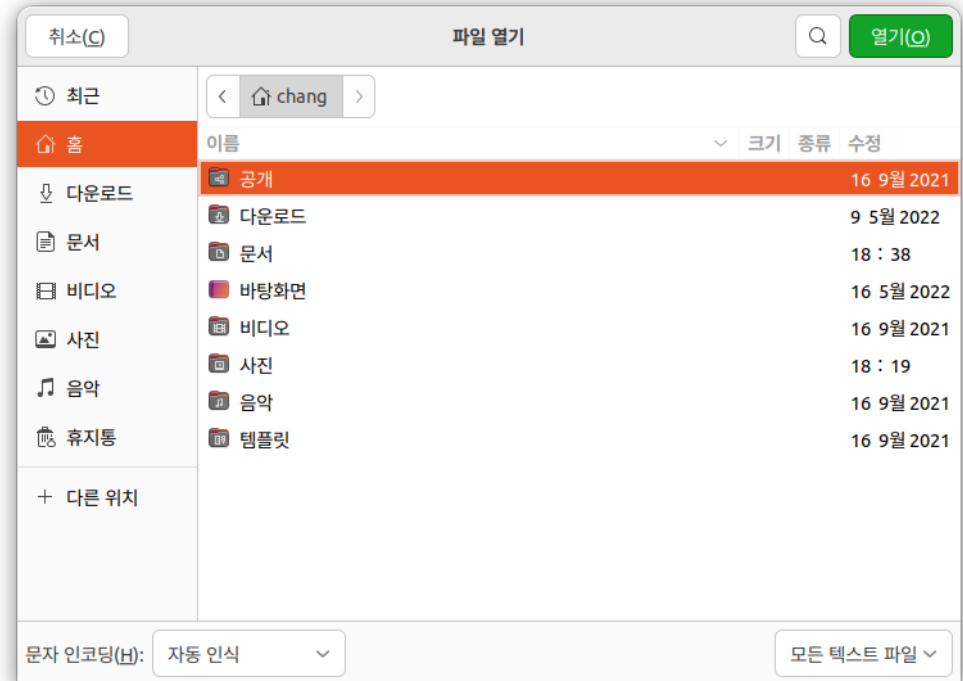 취소(C) 파일 열기 열기(O)
최근
홈
다운로드
문서
비디오
사진
음악
휴지통
다른 위치
chang
이름 크기 종류 수정
공개 16 9월 2021
다운로드 9 5월 2022
문서 18 : 38
바탕화면 16 5월 2022
비디오 16 9월 2021
사진 18 : 19
음악 16 9월 2021
템플릿 16 9월 2021
문자 인코딩(H): 자동 인식 모든 텍스트 파일